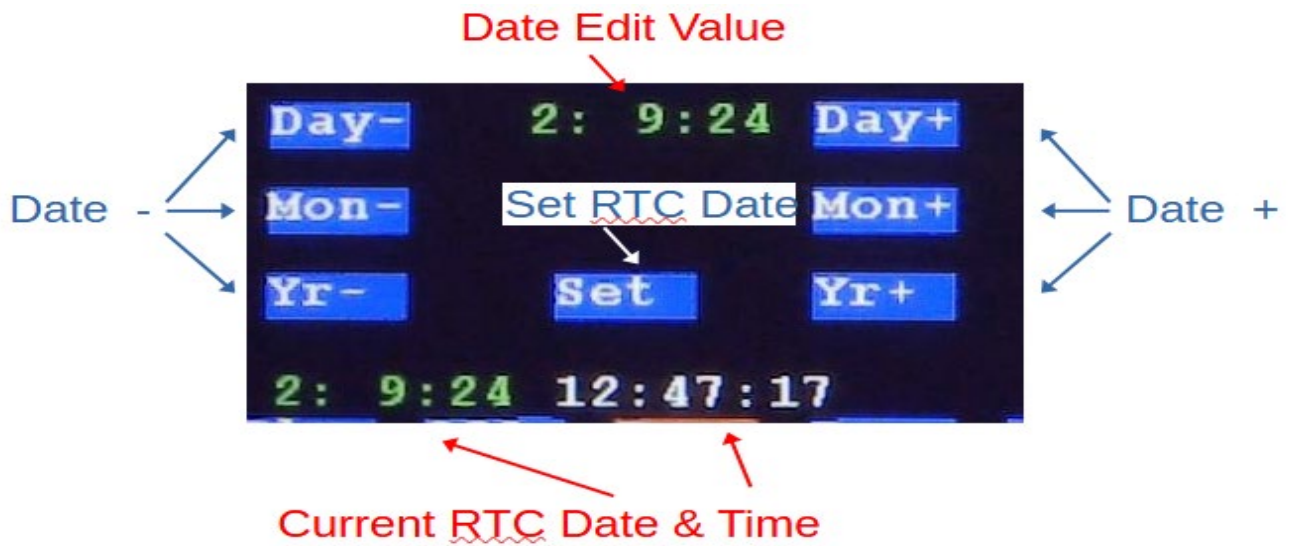 Date Edit Value
Day- 2: 9:24 Day+
Date - Mon- Set RTC Date Mon+ Date +
Yr- Set Yr+
2: 9:24 12:47:17
Current RTC Date & Time